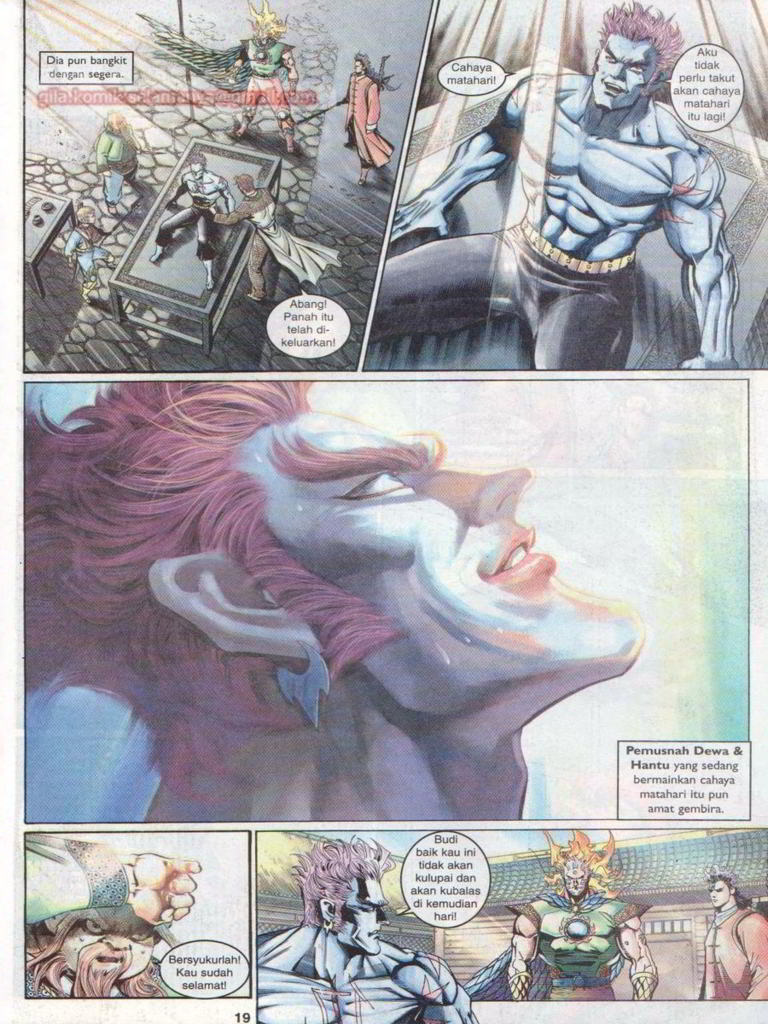 Dia pun bangkit
dengan segera.
Abang!
Panah itu
telah di-
keluarkan!
Cahaya
matahari!
Aku
tidak
perlu takut
akan cahaya
matahari
itu lagi!
Pemusnah Dewa &
Hantu yang sedang
bermainkan cahaya
matahari itu pun
amat gembira.
Bersyukurlah!
Kau sudah
selamat!
Budi
baik kau ini
tidak akan
kulupai dan
akan kubalas
di kemudian
hari!
19